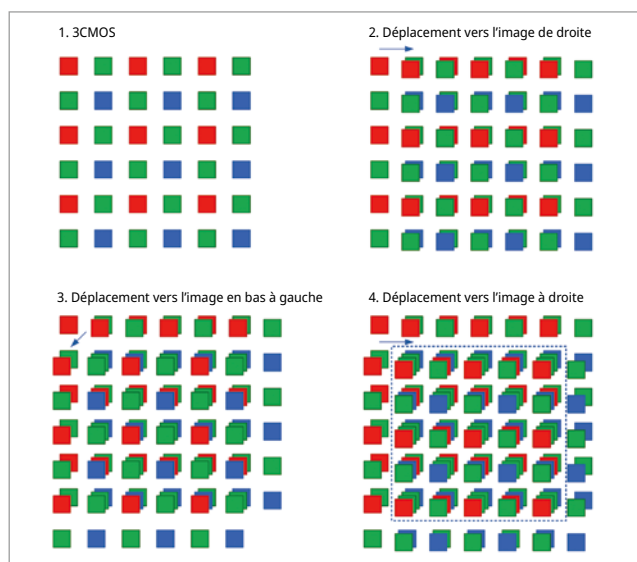 1. 3CMOS
2. Déplacement vers l'image de droite
3. Déplacement vers l'image en bas à gauche
4. Déplacement vers l'image à droite